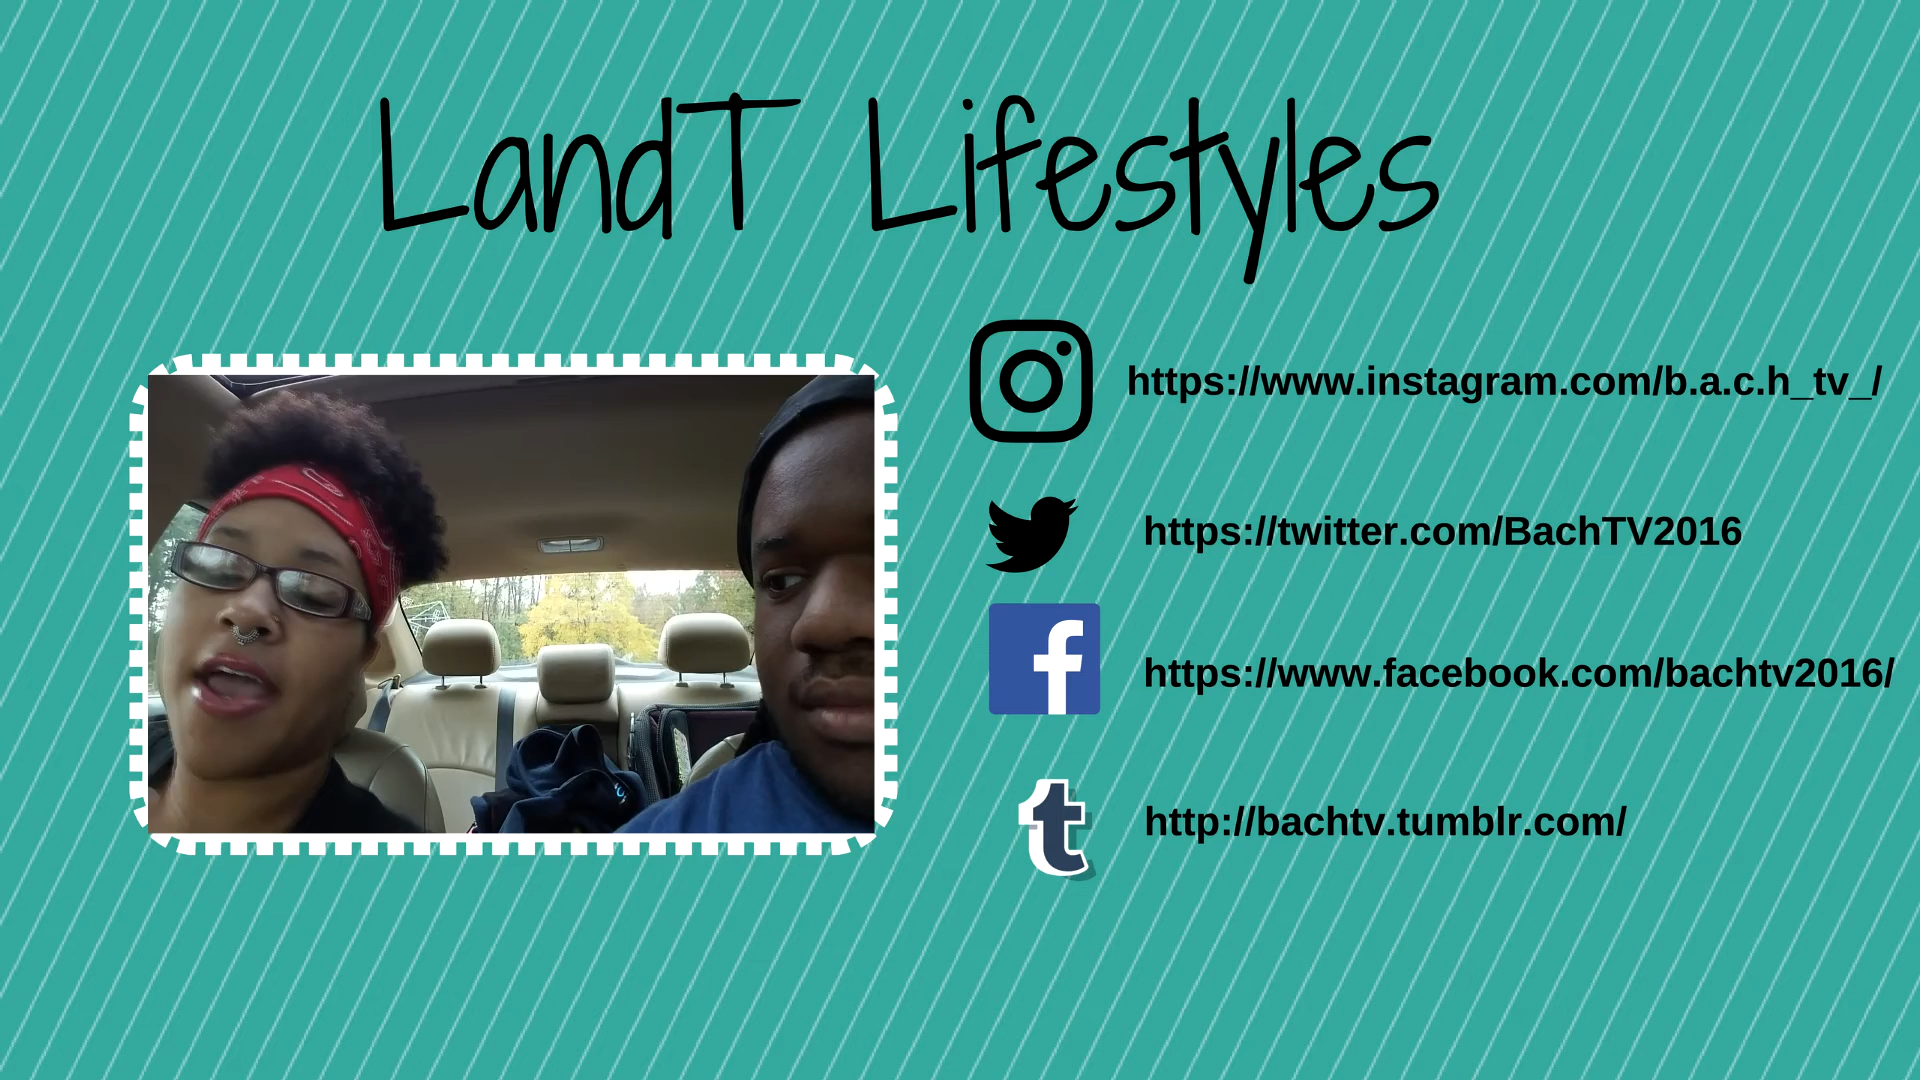 LandT Lifestyles
https://www.instagram.com/b.a.c.h_tv_/
https://twitter.com/BachTV2016
https://www.facebook.com/bachtv2016/
http://bachtv.tumblr.com/